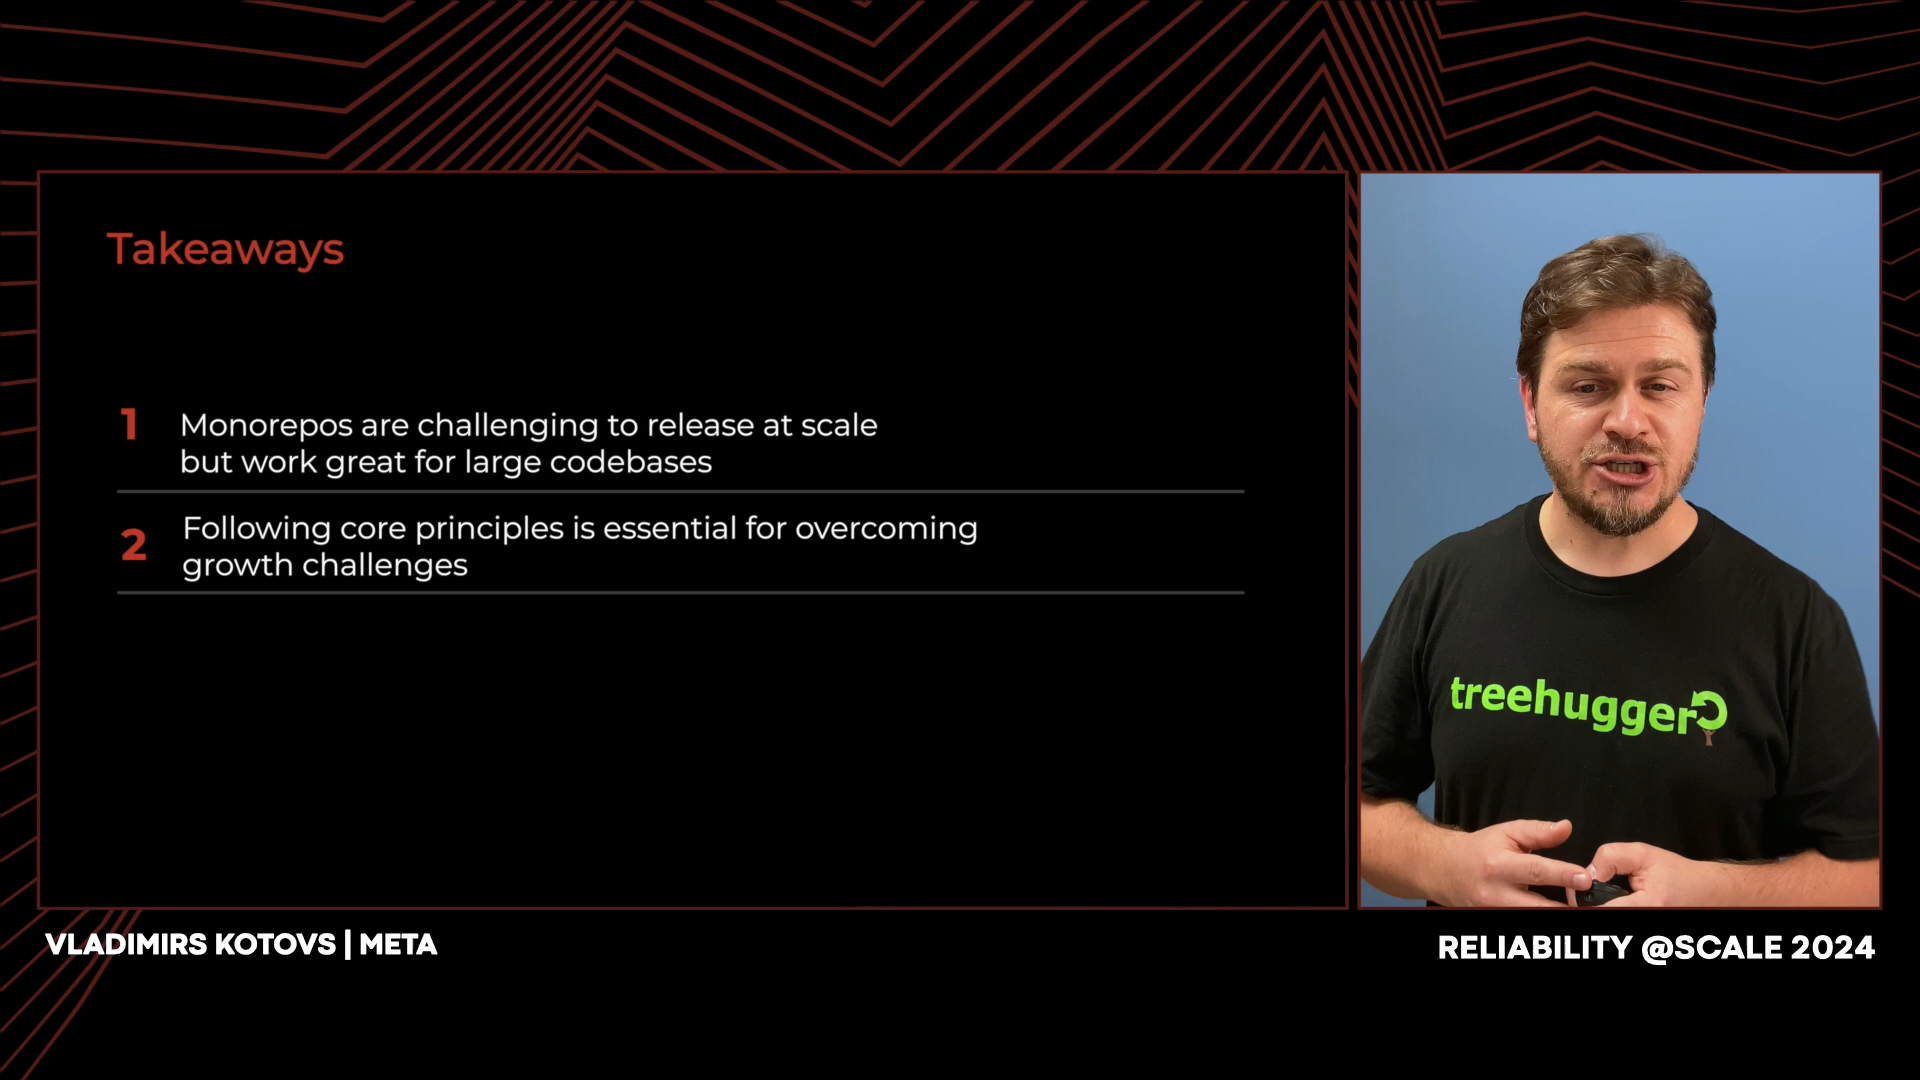 Takeaways
1
Monorepos are challenging to release at scale
but work great for large codebases
2
Following core principles is essential for overcoming
growth challenges
treehugger
VLADIMIRS KOTOVS | META
RELIABILITY @SCALE 2024